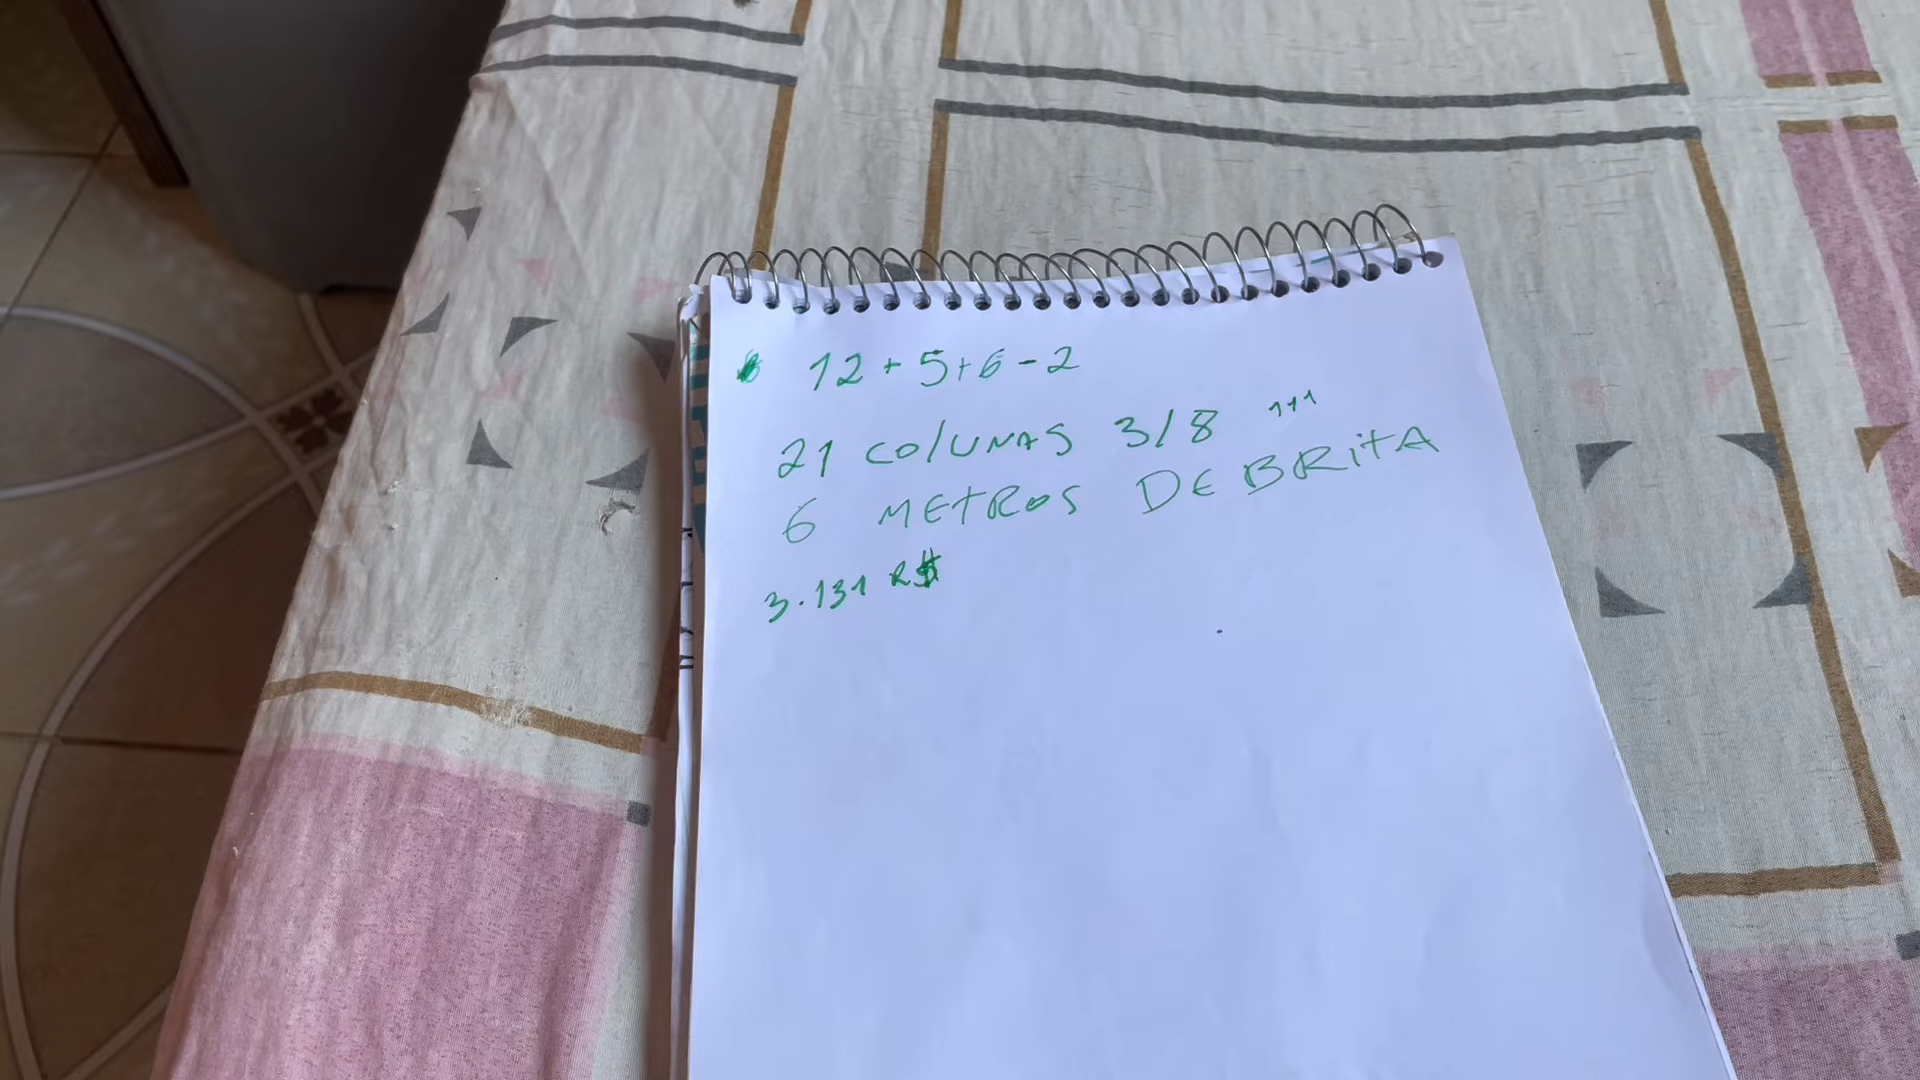 12 + 5 + 6 - 2
21 COLUNAS 3/8 ,,,
6 METROS DE BRITA
3.131 R$